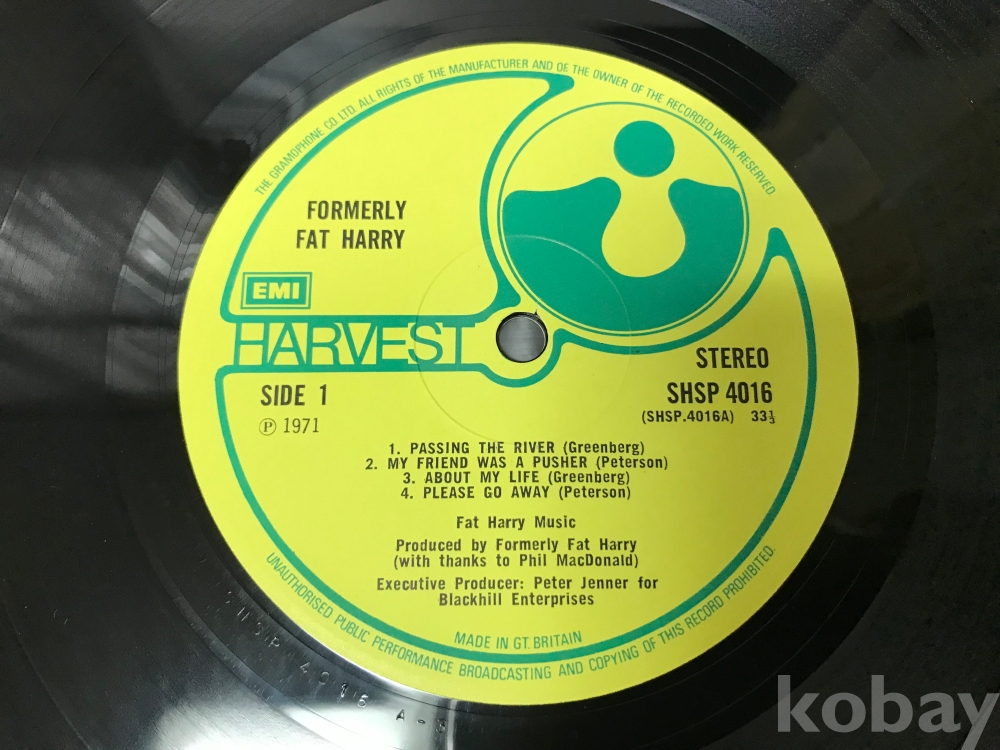 THE GRAMOPHONE CO LTD. ALL RIGHTS OF THE MANUFACTURER AND OF THE OWNER OF THE RECORDED WORK RESERVED
FORMERLY
FAT HARRY
EMI
HARVEST
STEREO
SIDE 1
SHSP 4016
(SHSP.4016A) 33⅓
Ⓟ 1971
1. PASSING THE RIVER (Greenberg)
2. MY FRIEND WAS A PUSHER (Peterson)
3. ABOUT MY LIFE (Greenberg)
4. PLEASE GO AWAY (Peterson)
Fat Harry Music
Produced by Formerly Fat Harry
(with thanks to Phil MacDonald)
Executive Producer: Peter Jenner for
Blackhill Enterprises
MADE IN GT. BRITAIN
UNAUTHORISED PUBLIC PERFORMANCE BROADCASTING AND COPYING OF THIS RECORD PROHIBITED.
kobay